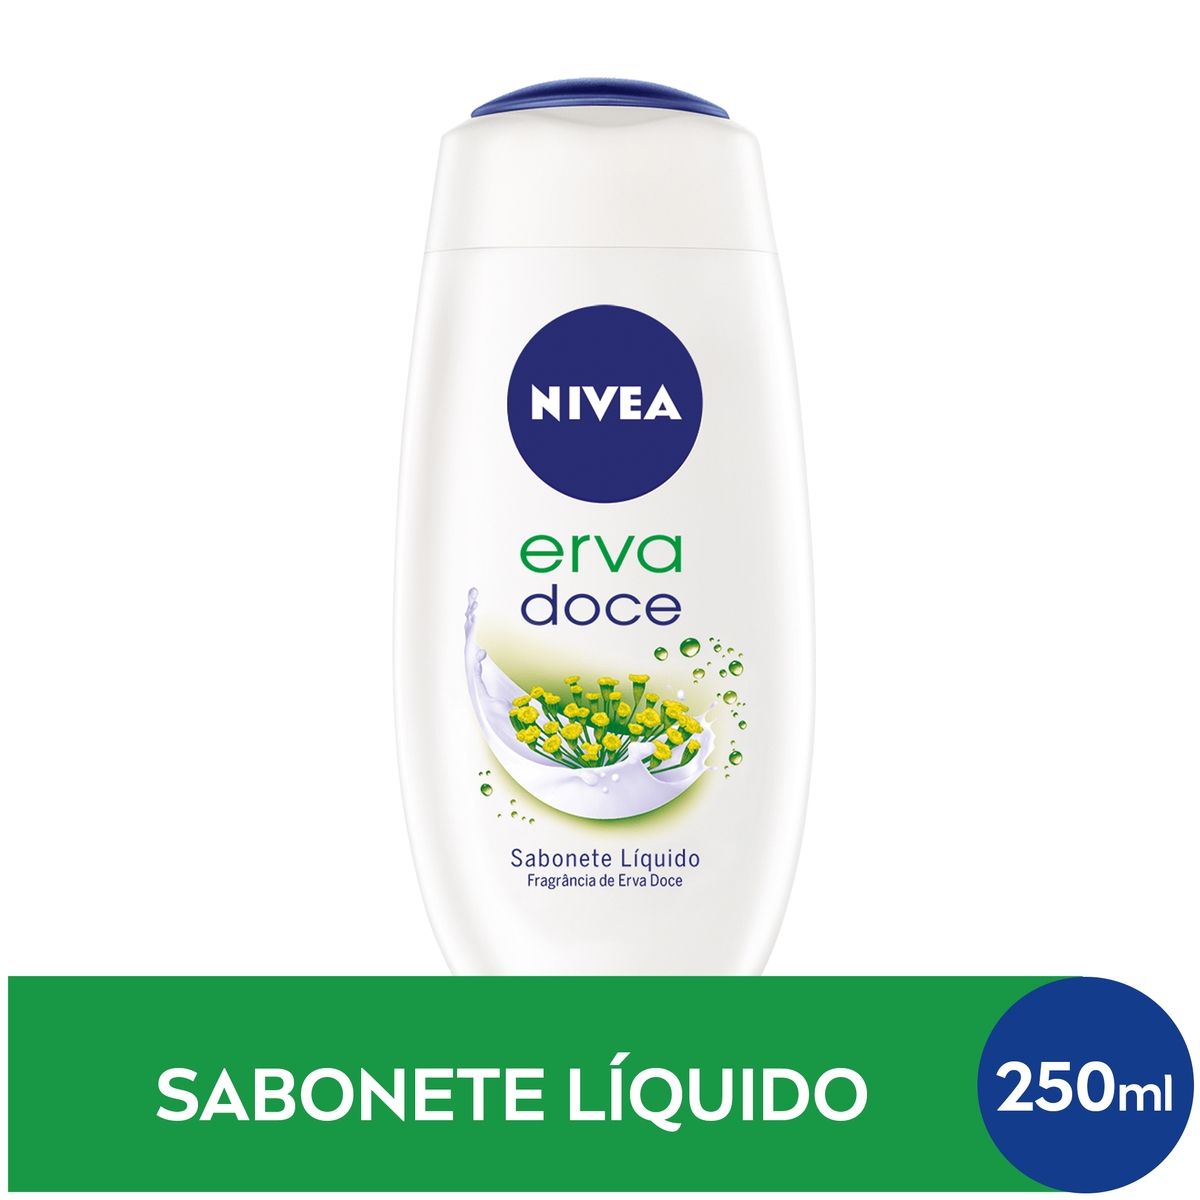 NIVEA
erva
doce
Sabonete Líquido
Fragrância de Erva Doce
SABONETE LÍQUIDO
250ml